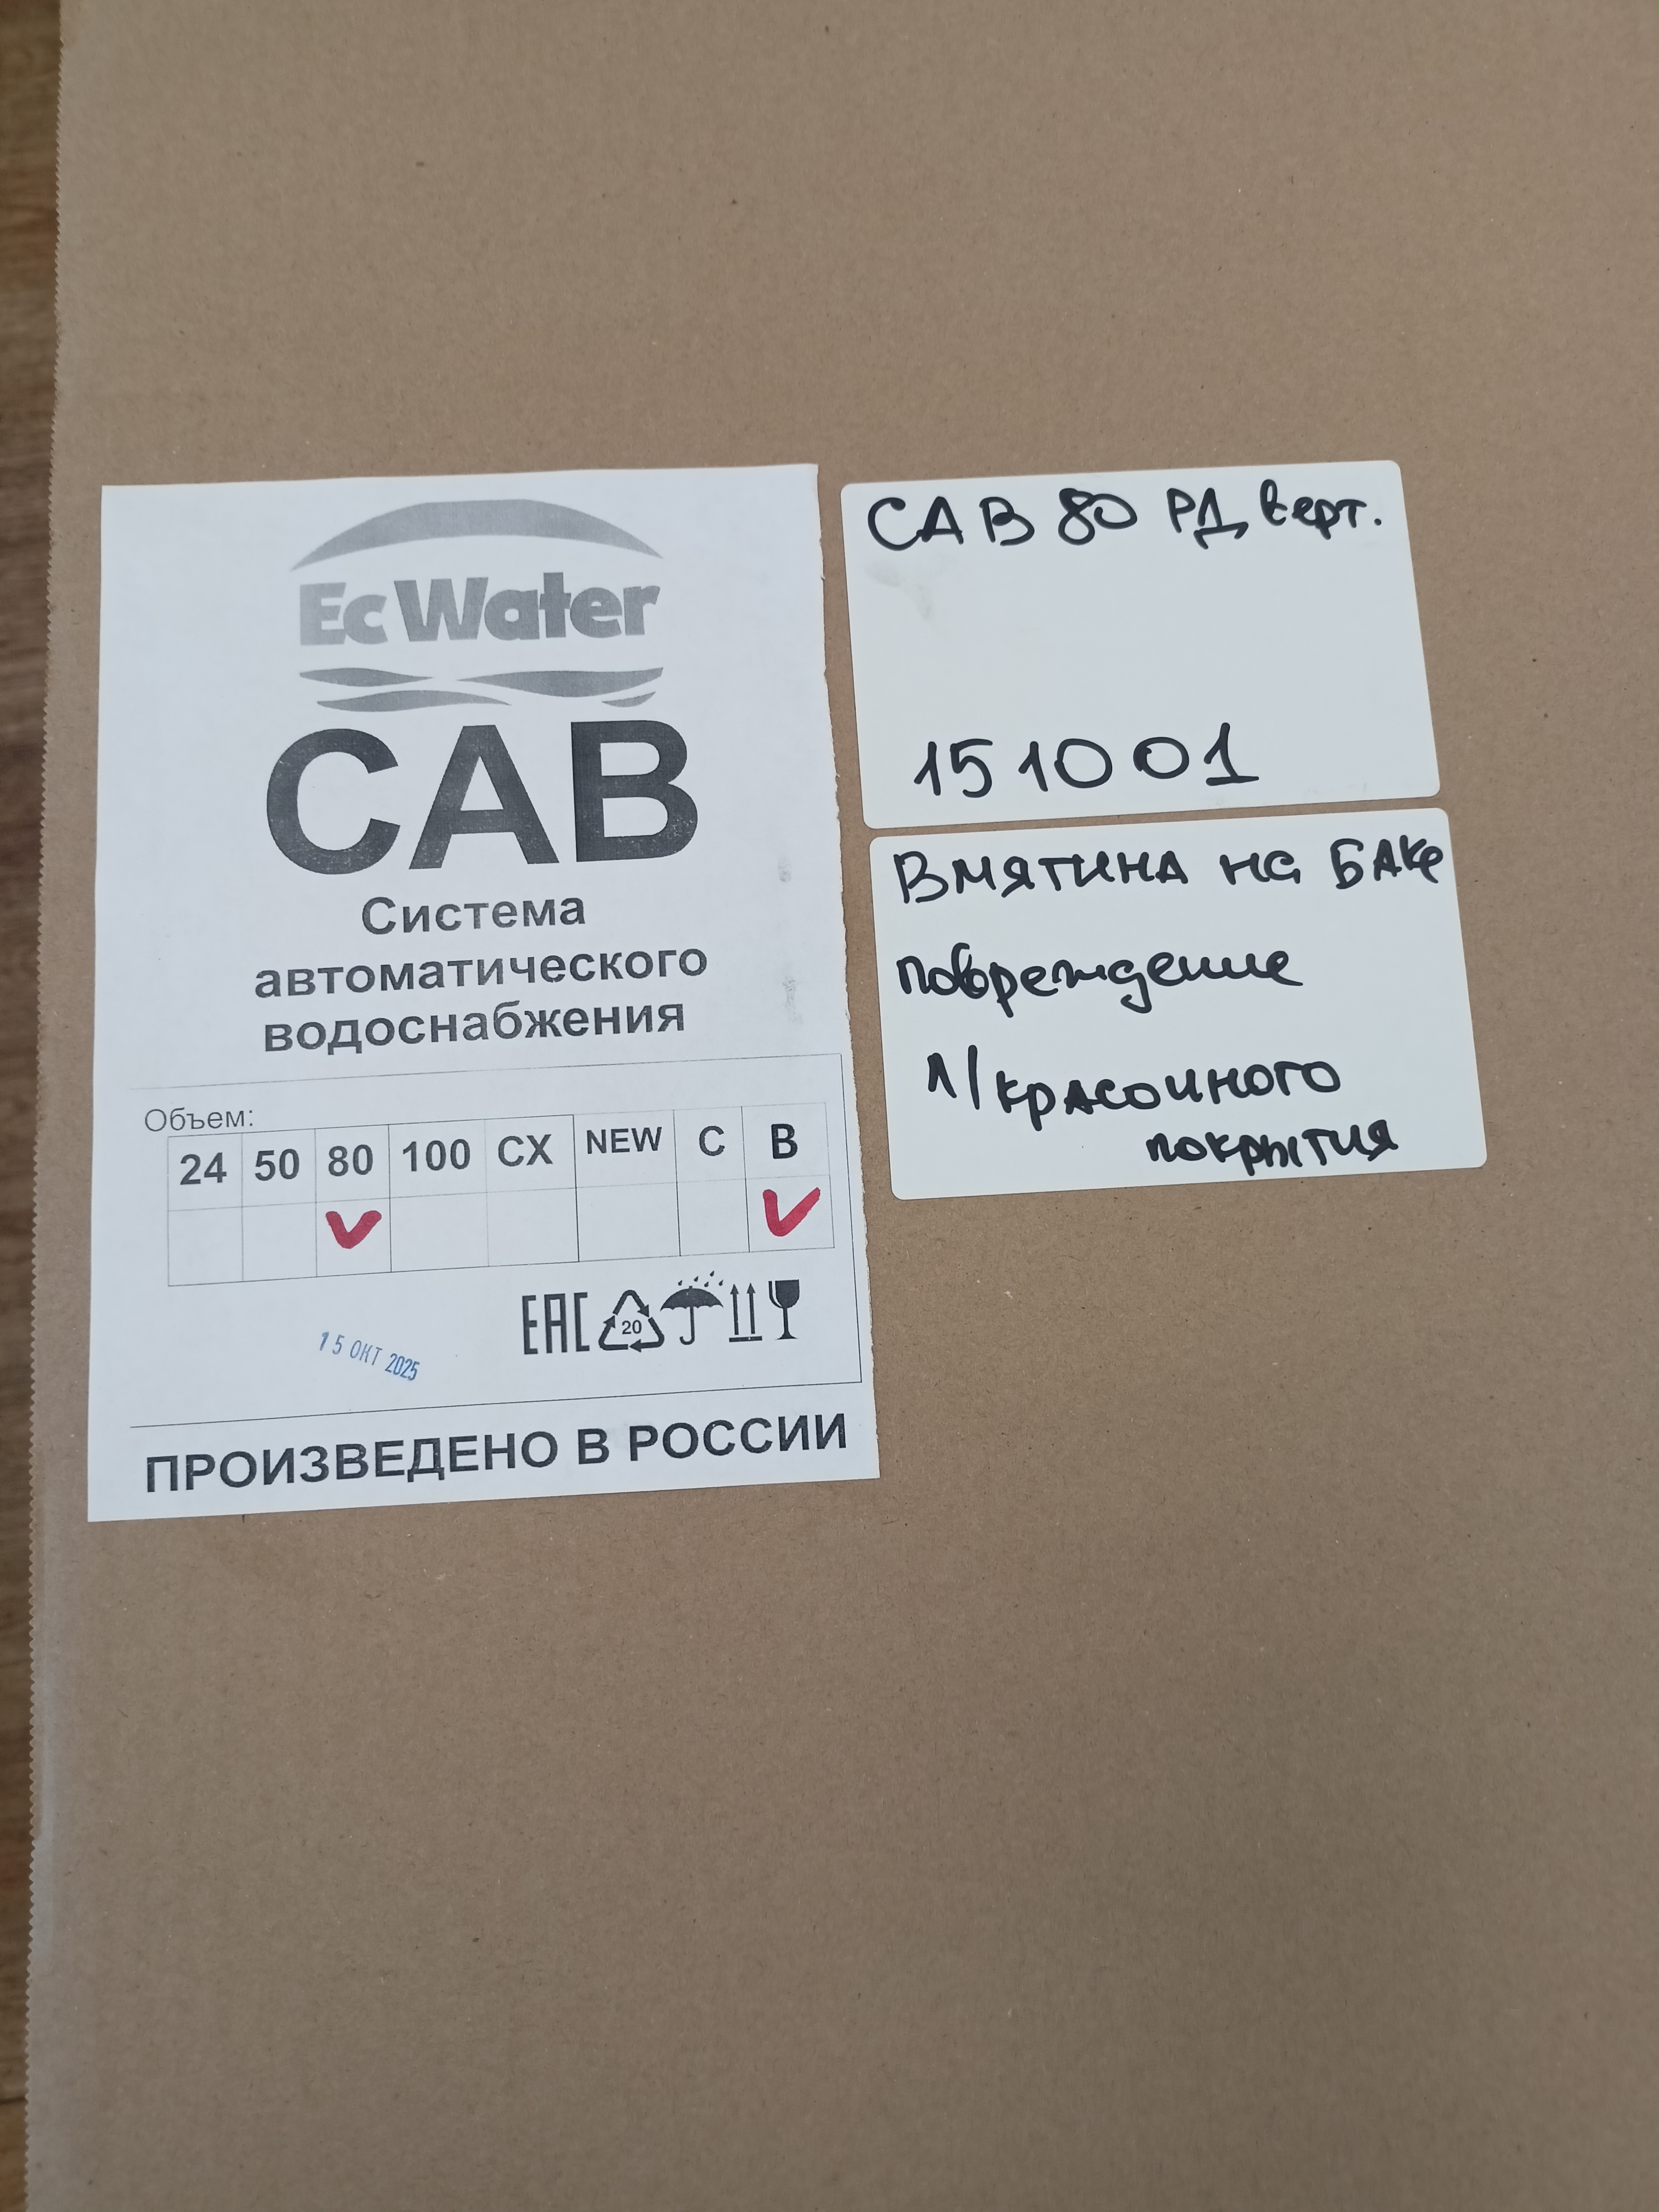 Ec Water
САВ
Система
автоматического
водоснабжения
Объем:
24 50 80 100 СХ NEW С В
ЕАС 20
15 ОКТ 2025
ПРОИЗВЕДЕНО В РОССИИ
САВ 80 РД верт.
151001
Вмятина на баке
повреждение
л/красочного
покрытия